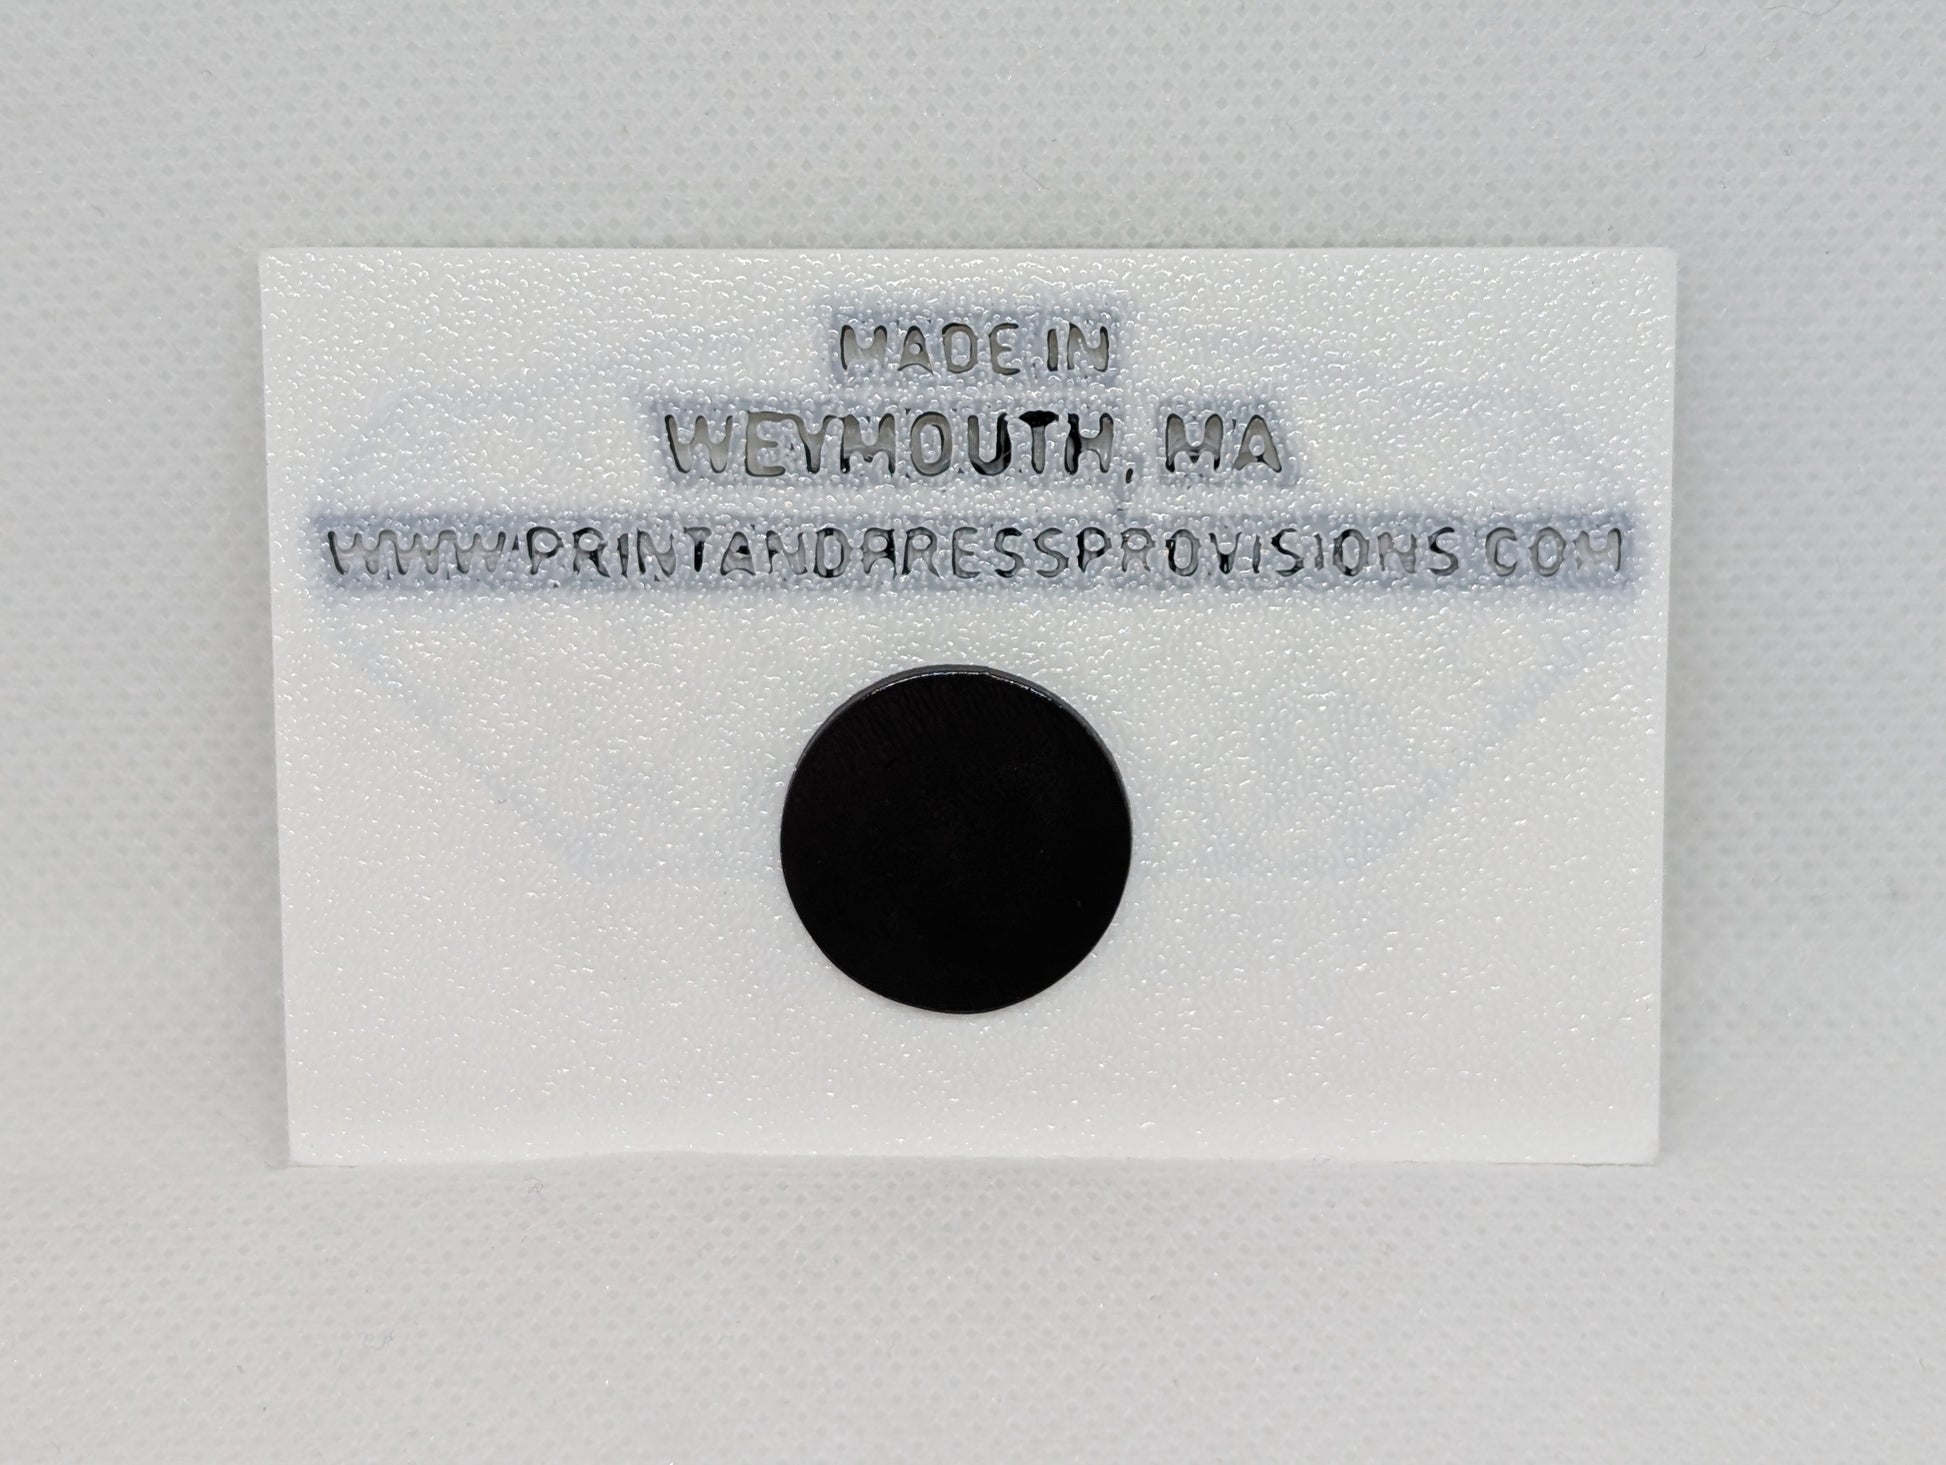 MADE IN
WEYMOUTH, MA
WWW.PRINTANDPRESSPROVISIONS.COM